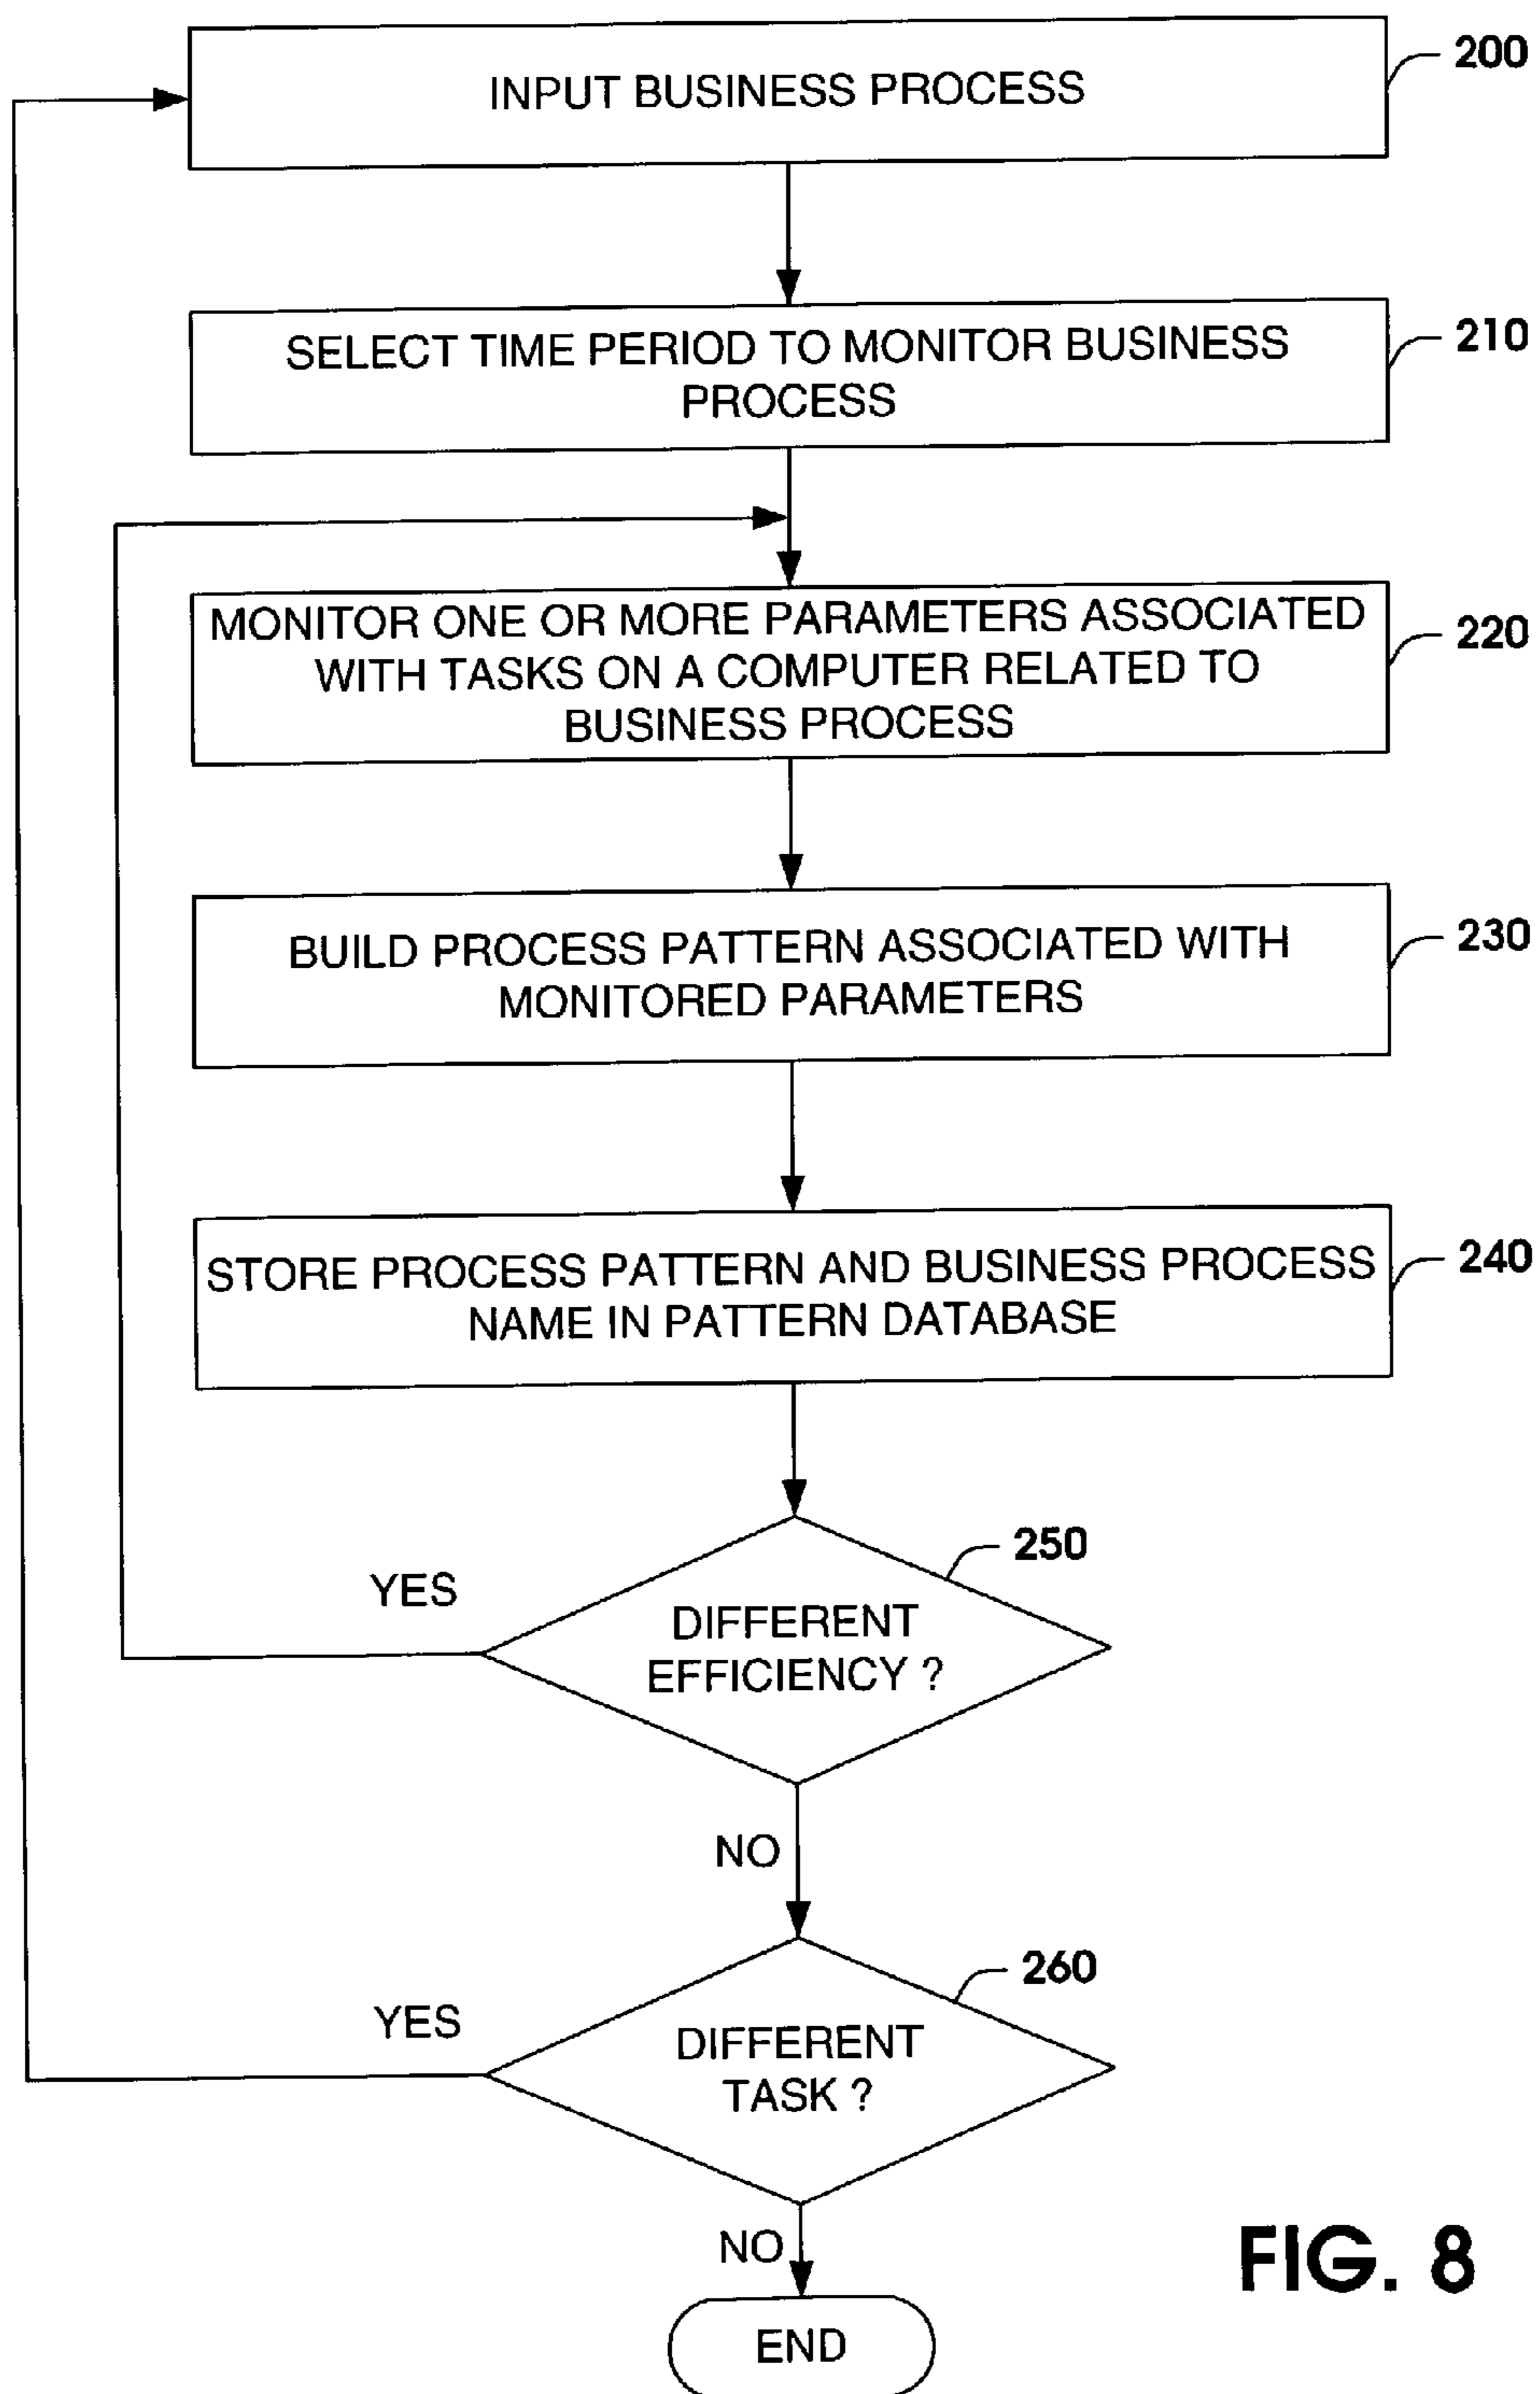 INPUT BUSINESS PROCESS
200
SELECT TIME PERIOD TO MONITOR BUSINESS
PROCESS
210
MONITOR ONE OR MORE PARAMETERS ASSOCIATED
WITH TASKS ON A COMPUTER RELATED TO
BUSINESS PROCESS
220
BUILD PROCESS PATTERN ASSOCIATED WITH
MONITORED PARAMETERS
230
STORE PROCESS PATTERN AND BUSINESS PROCESS
NAME IN PATTERN DATABASE
240
250
YES
DIFFERENT
EFFICIENCY ?
NO
260
YES
DIFFERENT
TASK ?
NO
END
FIG. 8